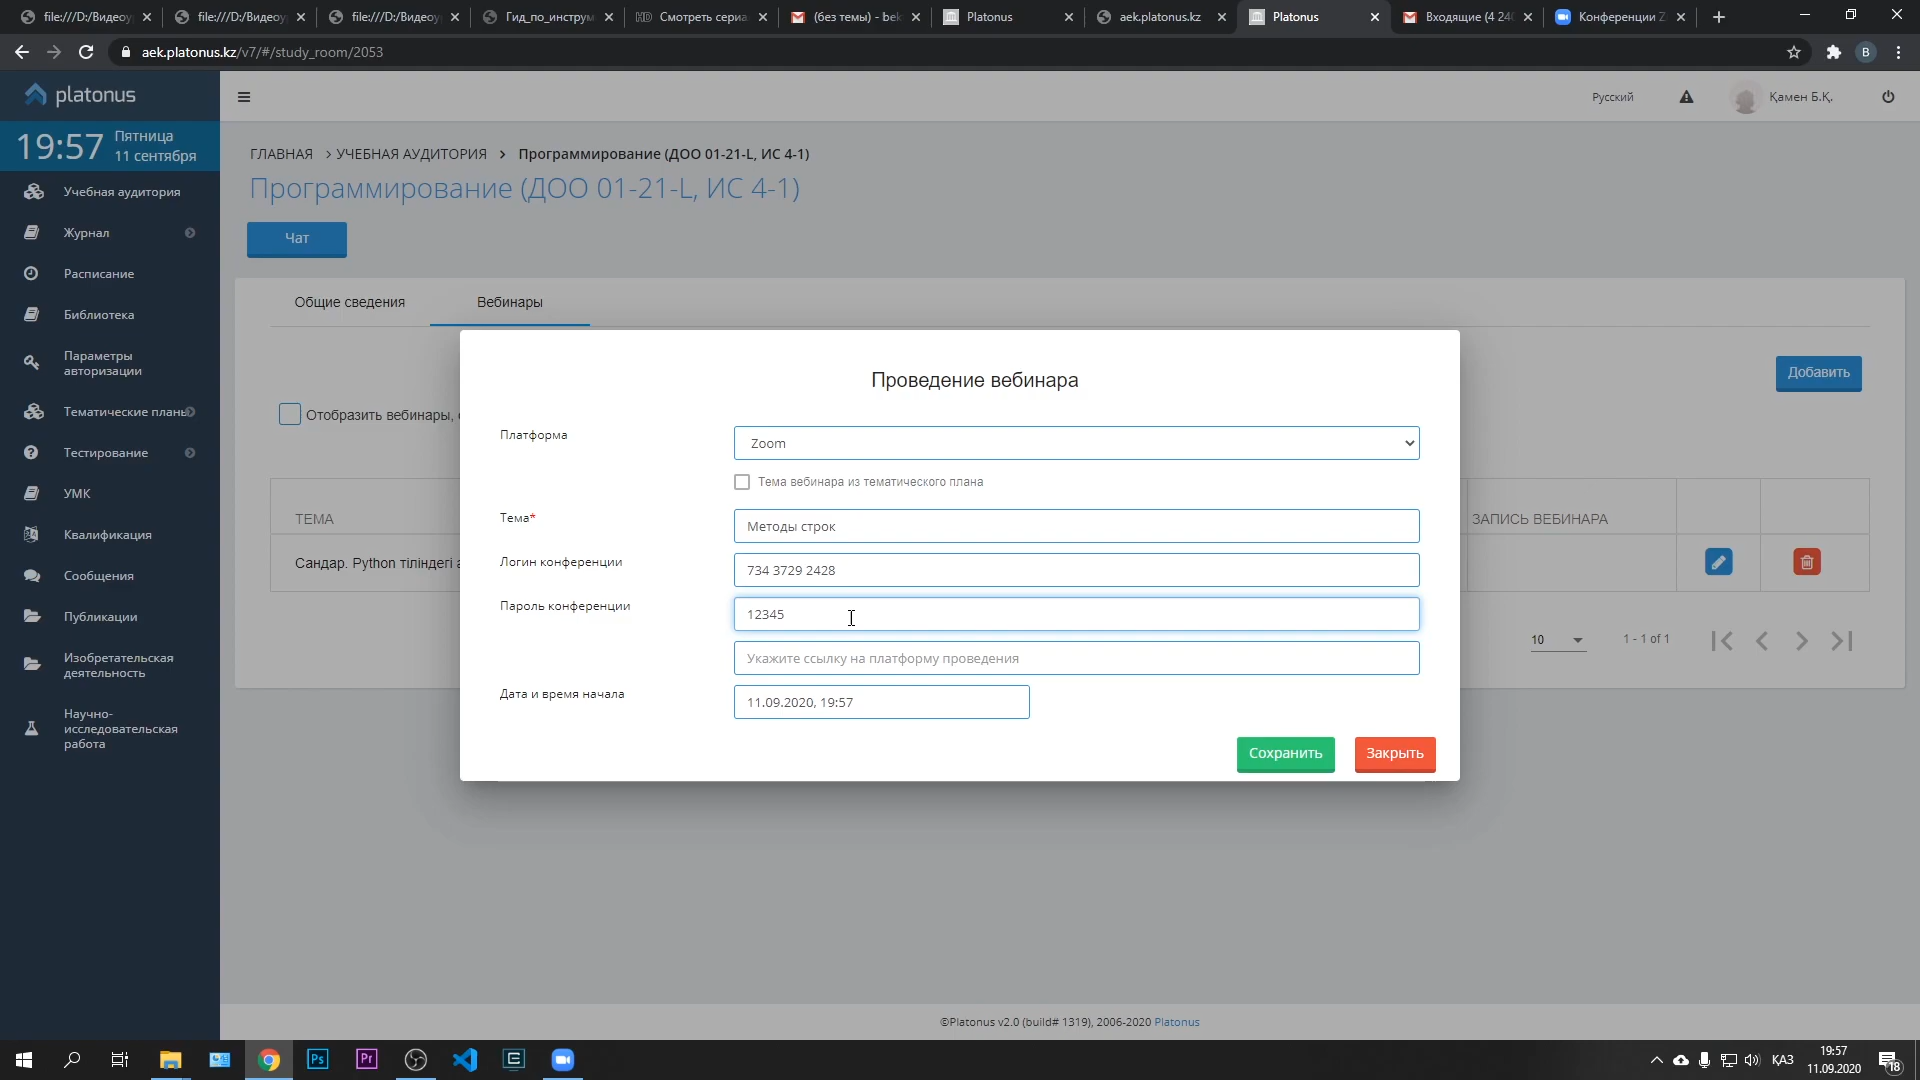 file:///D:/Видеоу
file:///D:/Видеоу
file:///D:/Видеоу
Гид_по_инструм
HD Смотреть сериа
(без темы) - bek
Platonus
aek.platonus.kz
Platonus
Входящие (4 24
Конференции Z
aek.platonus.kz/v7/#/study_room/2053
B
platonus
Русский
Қамен Б.Қ.
19:57
Пятница
11 сентября
ГЛАВНАЯ > УЧЕБНАЯ АУДИТОРИЯ > Программирование (ДОО 01-21-L, ИС 4-1)
Программирование (ДОО 01-21-L, ИС 4-1)
Чат
Учебная аудитория
Журнал
Расписание
Библиотека
Параметры
авторизации
Тематические планы
Тестирование
УМК
Квалификация
Сообщения
Публикации
Изобретательская
деятельность
Научно-
исследовательская
работа
Общие сведения
Вебинары
Добавить
Отобразить вебинары,
ТЕМА
ЗАПИСЬ ВЕБИНАРА
Сандар. Python тіліндегі
10
1 - 1 of 1
Проведение вебинара
Платформа
Zoom
Тема вебинара из тематического плана
Тема*
Методы строк
Логин конференции
734 3729 2428
Пароль конференции
12345
Укажите ссылку на платформу проведения
Дата и время начала
11.09.2020, 19:57
Сохранить
Закрыть
©Platonus v2.0 (build# 1319), 2006-2020 Platonus
Ps
Pr
ҚАЗ
19:57
11.09.2020
18